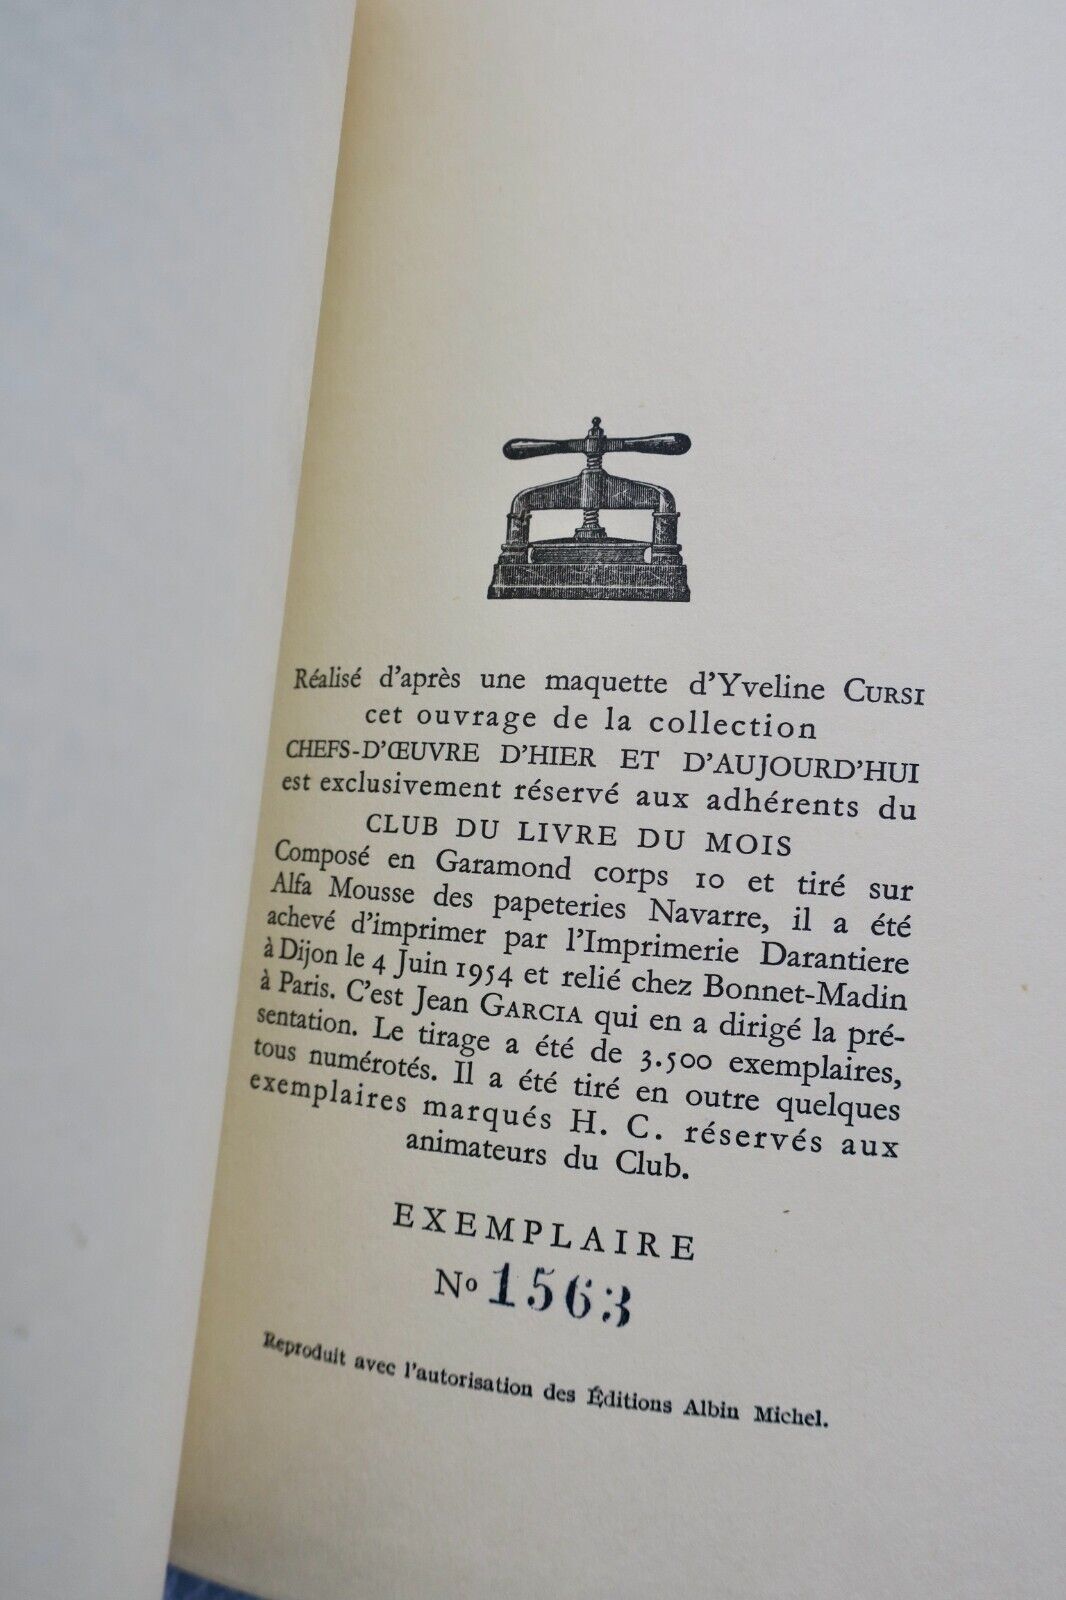 Réalisé d'après une maquette d'Yveline CURSI
cet ouvrage de la collection
CHEFS-D'ŒUVRE D'HIER ET D'AUJOURD'HUI
est exclusivement réservé aux adhérents du
CLUB DU LIVRE DU MOIS
Composé en Garamond corps 10 et tiré sur
Alfa Mousse des papeteries Navarre, il a été
achevé d'imprimer par l'Imprimerie Darantiere
à Dijon le 4 Juin 1954 et relié chez Bonnet-Madin
à Paris. C'est Jean GARCIA qui en a dirigé la pré-
sentation. Le tirage a été de 3.500 exemplaires,
tous numérotés. Il a été tiré en outre quelques
exemplaires marqués H. C. réservés aux
animateurs du Club.
EXEMPLAIRE
No 1563
Reproduit avec l'autorisation des Éditions Albin Michel.